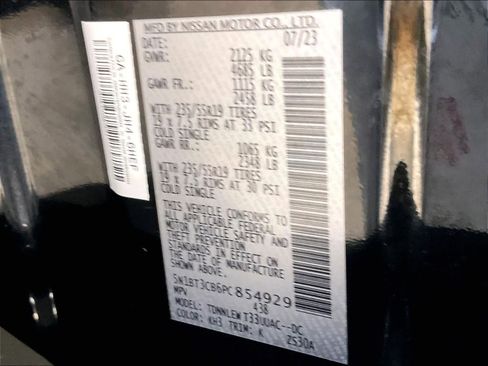 MFD BY NISSAN MOTOR CO., LTD.
DATE: 07/23
GVWR: 2125 KG
4685 LB
GAWR FR.: 1115 KG
2458 LB
WITH 235/55R19 TIRES
19 x 7.5 RIMS AT 33 PSI
COLD SINGLE
GAWR RR.: 1065 KG
2348 LB
WITH 235/55R19 TIRES
19 x 7.5 RIMS AT 30 PSI
COLD SINGLE
THIS VEHICLE CONFORMS TO
ALL APPLICABLE FEDERAL
MOTOR VEHICLE SAFETY AND
THEFT PREVENTION
STANDARDS IN EFFECT ON
THE DATE OF MANUFACTURE
SHOWN ABOVE.
5N1BT3CB6PC854929
MPV 438
MODEL: TDNNLEW T33UUAC--DC
COLOR: KH3 TRIM: K 2S30A